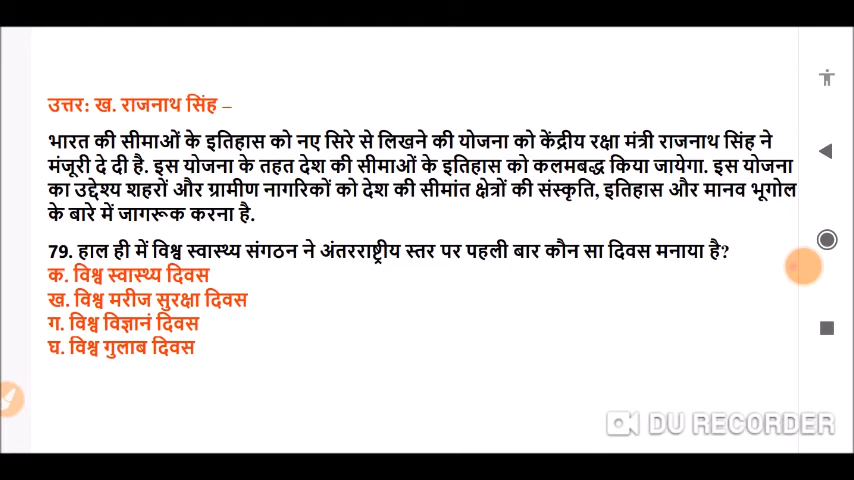 उत्तर: ख. राजनाथ सिंह –
भारत की सीमाओं के इतिहास को नए सिरे से लिखने की योजना को केंद्रीय रक्षा मंत्री राजनाथ सिंह ने
मंजूरी दे दी है. इस योजना के तहत देश की सीमाओं के इतिहास को कलमबद्ध किया जायेगा. इस योजना
का उद्देश्य शहरों और ग्रामीण नागरिकों को देश की सीमांत क्षेत्रों की संस्कृति, इतिहास और मानव भूगोल
के बारे में जागरूक करना है.
79. हाल ही में विश्व स्वास्थ्य संगठन ने अंतरराष्ट्रीय स्तर पर पहली बार कौन सा दिवस मनाया है?
क. विश्व स्वास्थ्य दिवस
ख. विश्व मरीज सुरक्षा दिवस
ग. विश्व विज्ञानं दिवस
घ. विश्व गुलाब दिवस
DU RECORDER